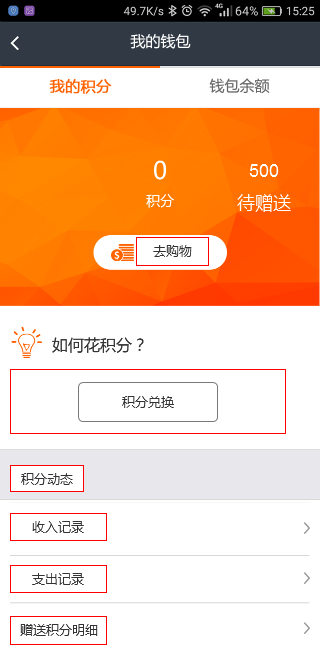 49.7K/s 4G 64% 15:25
我的钱包
我的积分 钱包余额
0 500
积分 待赠送
去购物
如何花积分？
积分兑换
积分动态
收入记录
支出记录
赠送积分明细